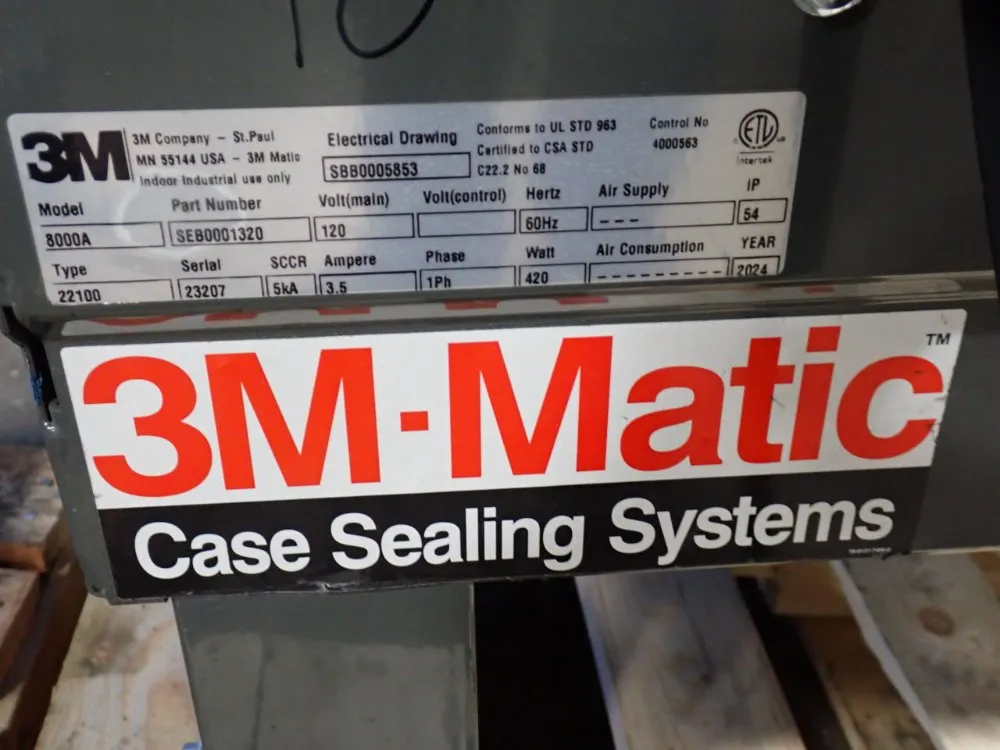 3M
3M Company - St.Paul
MN 55144 USA - 3M Matic
Indoor Industrial use only
Electrical Drawing
SBB0005853
Conforms to UL STD 963
Certified to CSA STD
C22.2 No 68
Control No
4000563
ETL
Intertek
Model
8000A
Part Number
SEB0001320
Volt(main)
120
Volt(control)
Hertz
60Hz
Air Supply
---
IP
54
Type
22100
Serial
23207
SCCR
5kA
Ampere
3.5
Phase
1Ph
Watt
420
Air Consumption
-----------
YEAR
2024
3M-Matic™
Case Sealing Systems